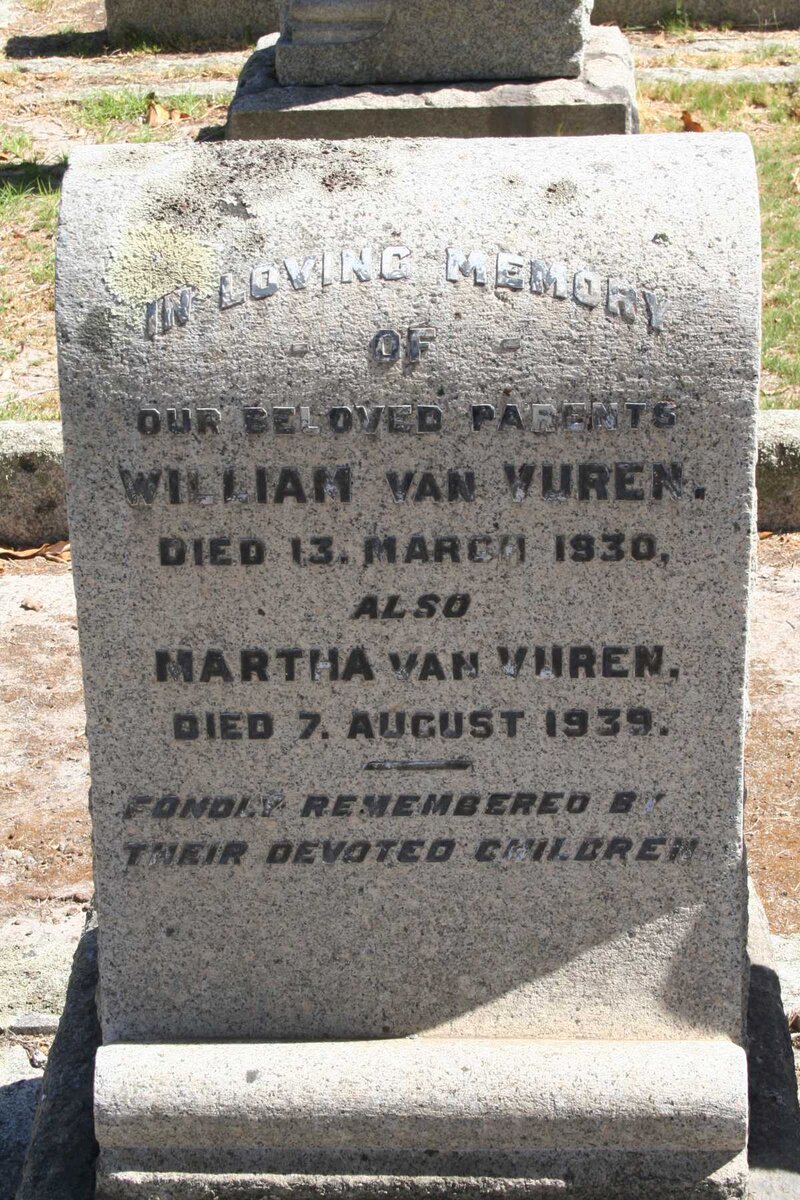 IN LOVING MEMORY
- OF -
OUR BELOVED PARENTS
WILLIAM VAN VUREN.
DIED 13. MARCH 1930,
ALSO
MARTHA VAN VUREN,
DIED 7. AUGUST 1939.
FONDLY REMEMBERED BY
THEIR DEVOTED CHILDREN